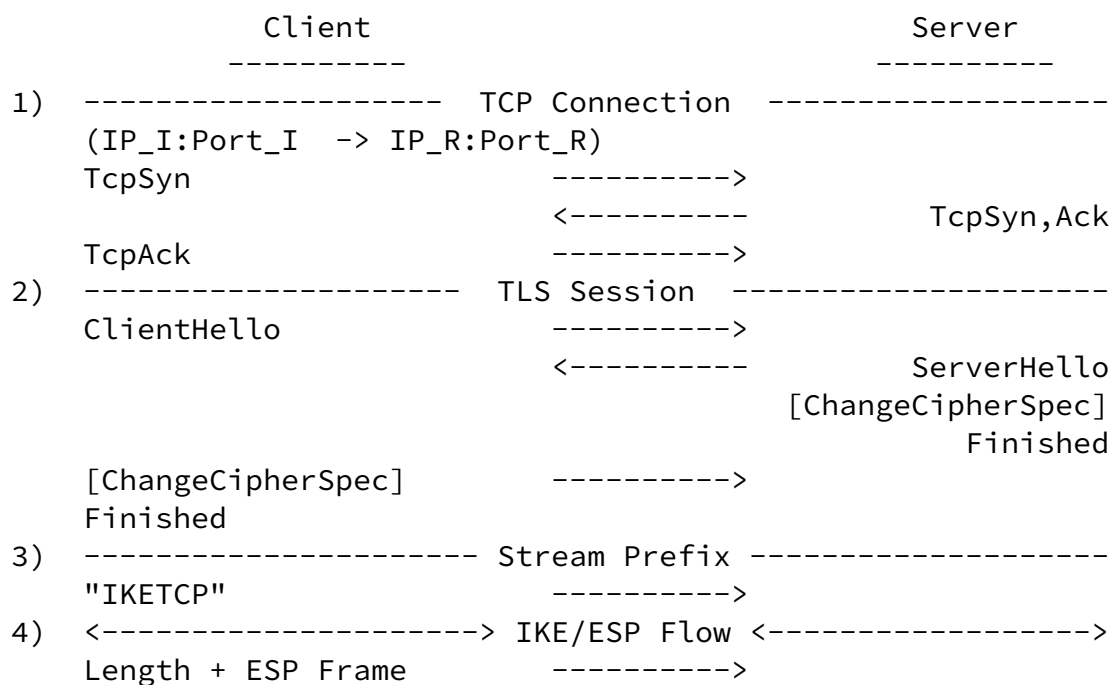 Client                              Server
----------                          ----------
1)  --------------------  TCP Connection  -------------------
(IP_I:Port_I  -> IP_R:Port_R)
TcpSyn                    ---------->
<----------          TcpSyn,Ack
TcpAck                    ---------->
2)  ---------------------  TLS Session  ---------------------
ClientHello               ---------->
<----------         ServerHello
[ChangeCipherSpec]
Finished
[ChangeCipherSpec]        ---------->
Finished
3)  ---------------------- Stream Prefix --------------------
"IKETCP"                  ---------->
4)  <---------------------> IKE/ESP Flow <------------------>
Length + ESP Frame        ---------->